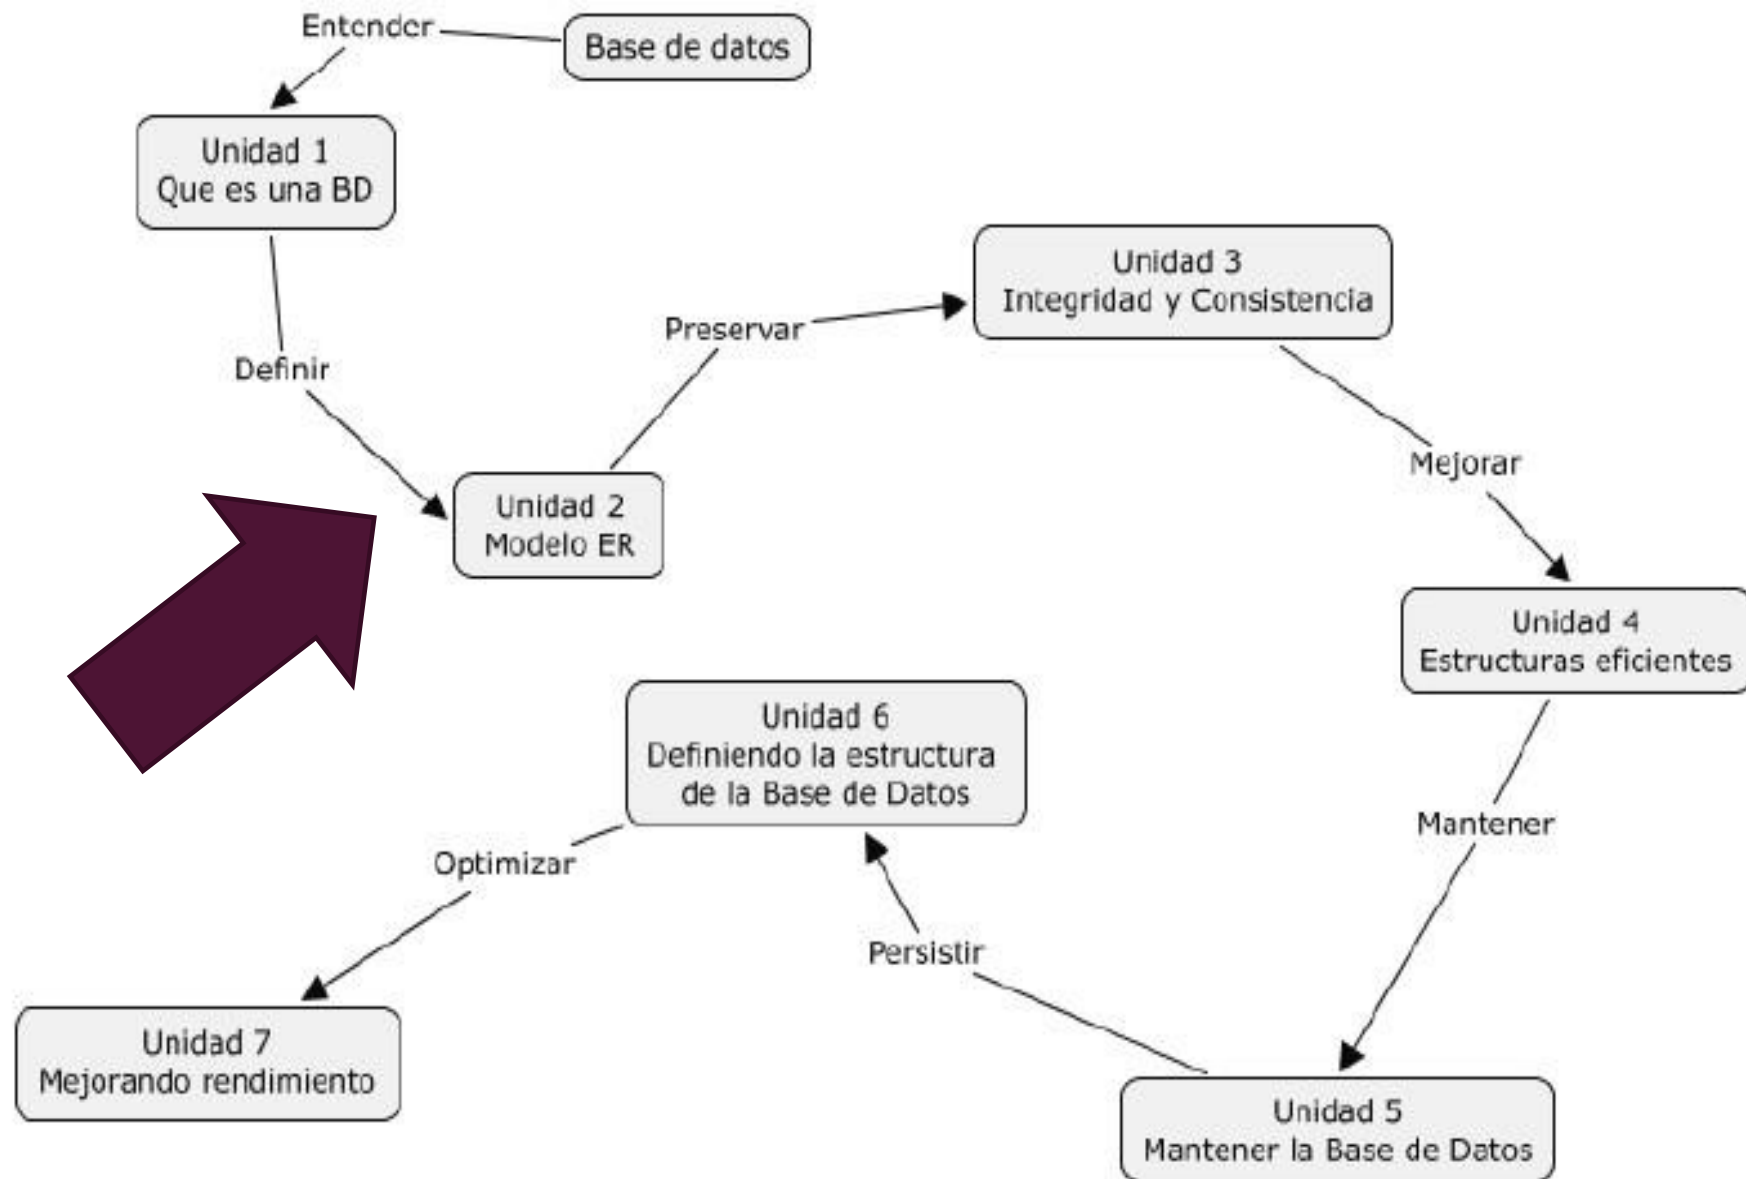 Entender
Base de datos
Unidad 1
Que es una BD
Definir
Unidad 2
Modelo ER
Preservar
Unidad 3
Integridad y Consistencia
Mejorar
Unidad 4
Estructuras eficientes
Mantener
Unidad 5
Mantener la Base de Datos
Persistir
Unidad 6
Definiendo la estructura
de la Base de Datos
Optimizar
Unidad 7
Mejorando rendimiento